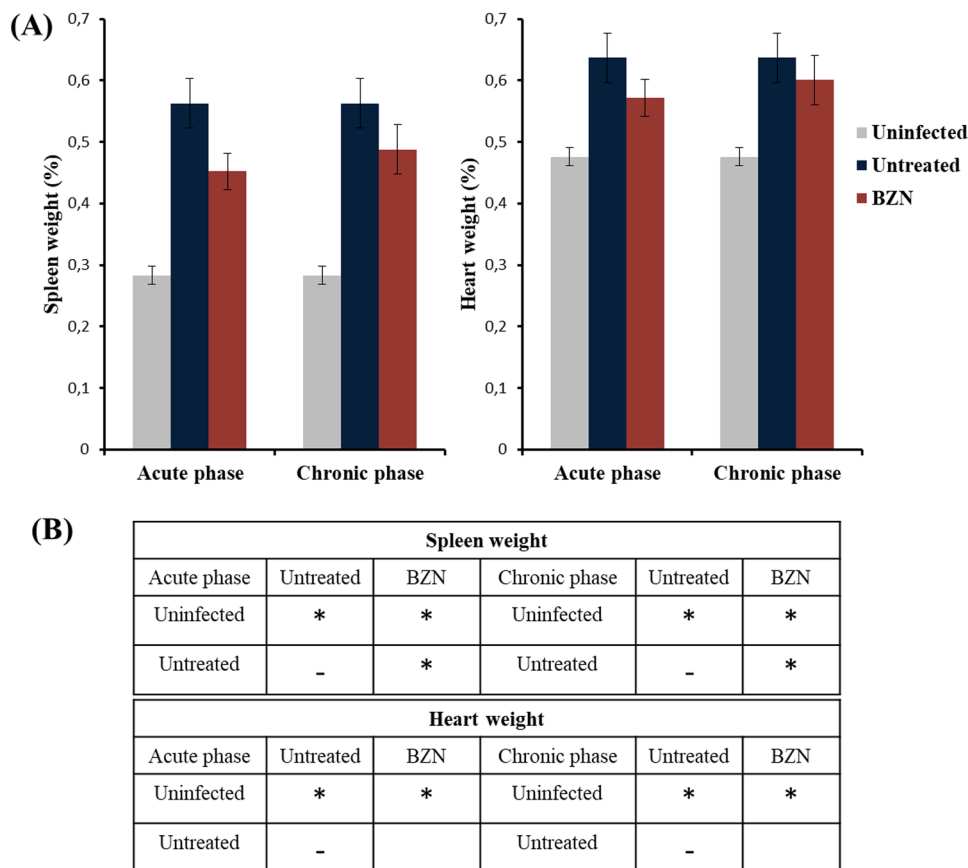 (A)
0,7
0,6
0,5
0,4
0,3
0,2
0,1
0
Spleen weight (%)
Acute phase Chronic phase
0,7
0,6
0,5
0,4
0,3
0,2
0,1
0
Heart weight (%)
Acute phase Chronic phase
Uninfected
Untreated
BZN
(B)
Spleen weight
Acute phase Untreated BZN Chronic phase Untreated BZN
Uninfected * * Uninfected * *
Untreated - * Untreated - *
Heart weight
Acute phase Untreated BZN Chronic phase Untreated BZN
Uninfected * * Uninfected * *
Untreated - Untreated -